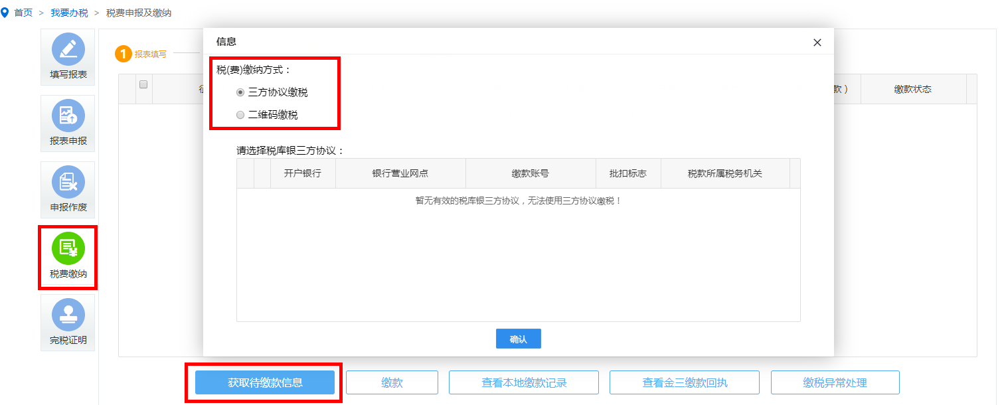 首页 > 我要办税 > 税费申报及缴纳
填写报表
报表申报
申报作废
税费缴纳
完税证明
1 报表填写
信息
税(费)缴纳方式：
三方协议缴税
二维码缴税
请选择税库银三方协议：
开户银行 银行营业网点 缴款账号 批扣标志 税款所属税务机关
暂无有效的税库银三方协议，无法使用三方协议缴税！
确认
款） 缴款状态
获取待缴款信息 缴款 查看本地缴款记录 查看金三缴款回执 缴税异常处理